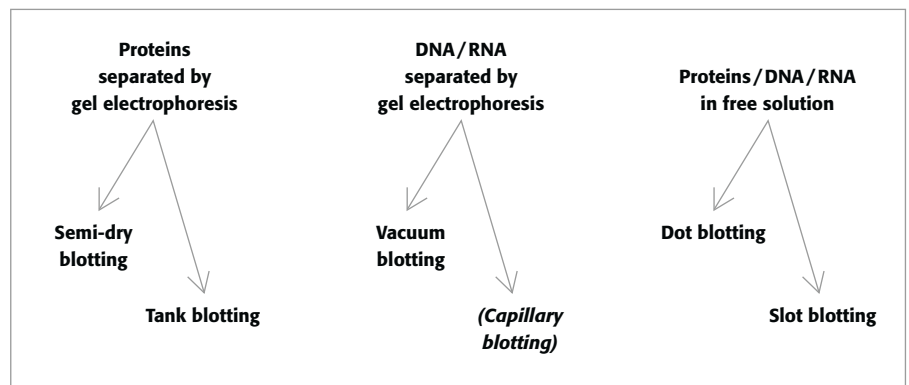 Proteins
separated by
gel electrophoresis
DNA/RNA
separated by
gel electrophoresis
Proteins/DNA/RNA
in free solution
Semi-dry
blotting
Tank blotting
Vacuum
blotting
(Capillary
blotting)
Dot blotting
Slot blotting